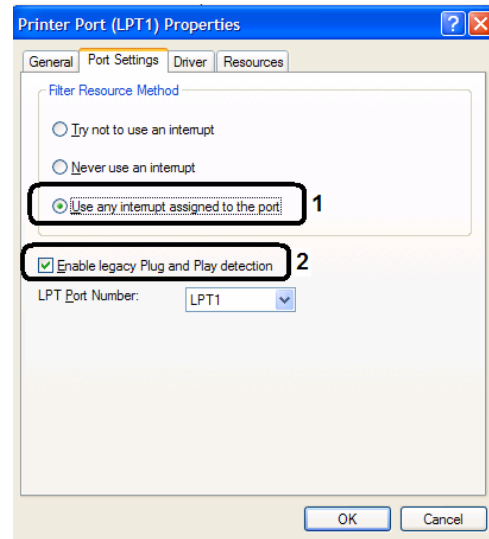 Printer Port (LPT1) Properties
General Port Settings Driver Resources
Filter Resource Method
Try not to use an interrupt
Never use an interrupt
Use any interrupt assigned to the port 1
Enable legacy Plug and Play detection 2
LPT Port Number: LPT1
OK Cancel